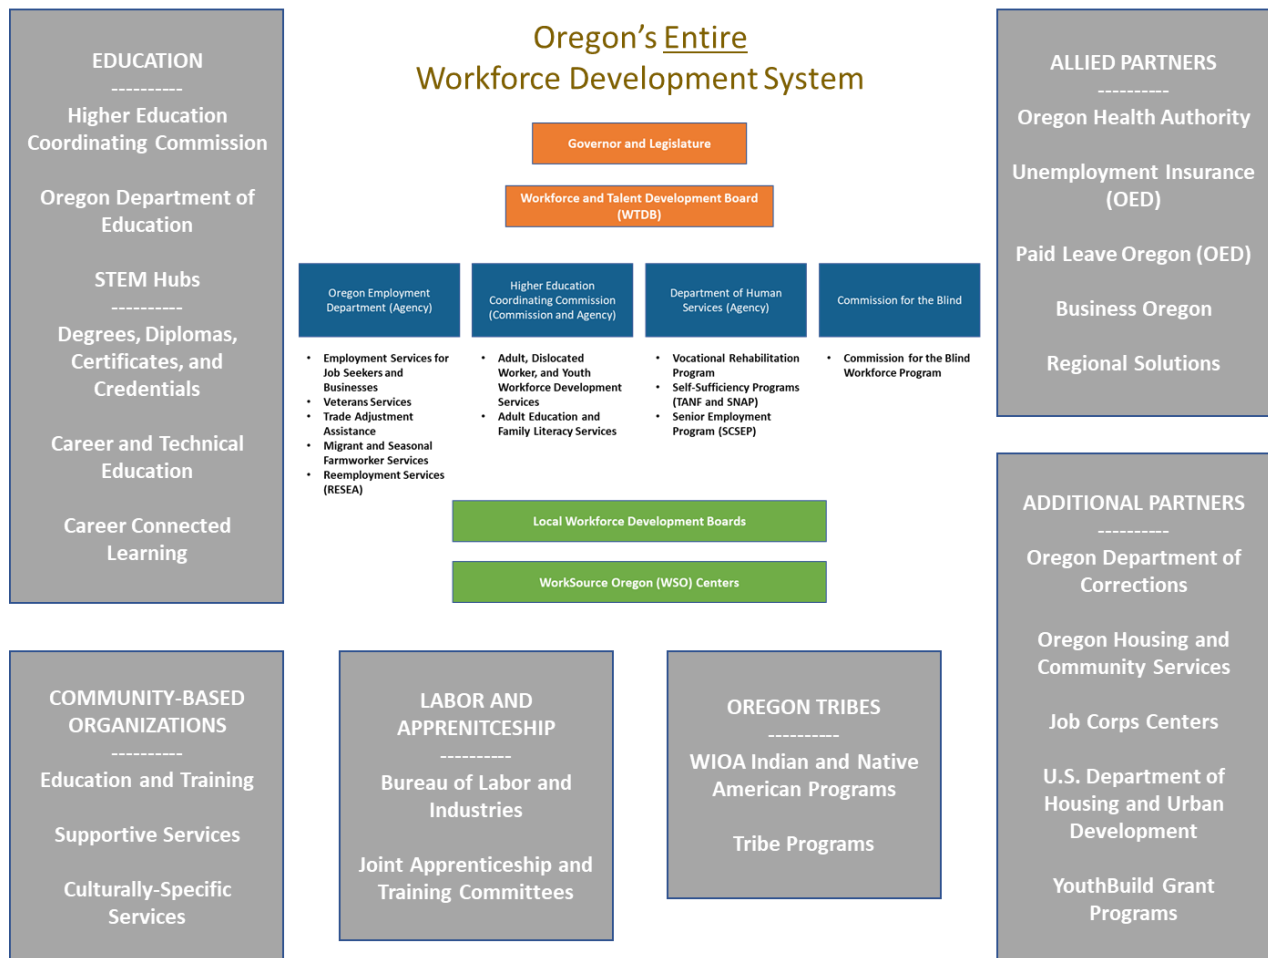 Oregon's Entire
Workforce Development System
EDUCATION
----------
Higher Education
Coordinating Commission
Oregon Department of
Education
STEM Hubs
----------
Degrees, Diplomas,
Certificates, and
Credentials
Career and Technical
Education
Career Connected
Learning
Governor and Legislature
Workforce and Talent Development Board
(WTDB)
Oregon Employment
Department (Agency)
• Employment Services for
Job Seekers and
Businesses
• Veterans Services
• Trade Adjustment
Assistance
• Migrant and Seasonal
Farmworker Services
• Reemployment Services
(RESEA)
Higher Education
Coordinating Commission
(Commission and Agency)
• Adult, Dislocated
Worker, and Youth
Workforce Development
Services
• Adult Education and
Family Literacy Services
Department of Human
Services (Agency)
• Vocational Rehabilitation
Program
• Self-Sufficiency Programs
(TANF and SNAP)
• Senior Employment
Program (SCSEP)
Commission for the Blind
• Commission for the Blind
Workforce Program
Local Workforce Development Boards
WorkSource Oregon (WSO) Centers
ALLIED PARTNERS
----------
Oregon Health Authority
Unemployment Insurance
(OED)
Paid Leave Oregon (OED)
Business Oregon
Regional Solutions
ADDITIONAL PARTNERS
----------
Oregon Department of
Corrections
Oregon Housing and
Community Services
Job Corps Centers
U.S. Department of
Housing and Urban
Development
YouthBuild Grant
Programs
COMMUNITY-BASED
ORGANIZATIONS
----------
Education and Training
Supportive Services
Culturally-Specific
Services
LABOR AND
APPRENITCESHIP
----------
Bureau of Labor and
Industries
Joint Apprenticeship and
Training Committees
OREGON TRIBES
----------
WIOA Indian and Native
American Programs
Tribe Programs